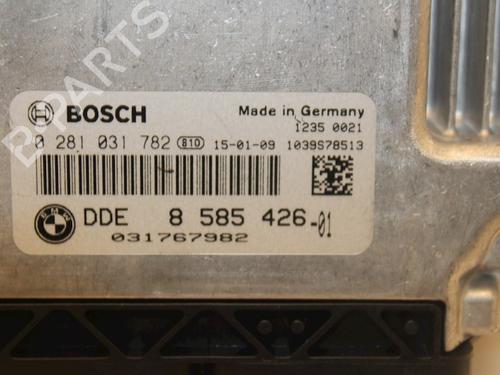 B-PARTS
BOSCH
Made in Germany
1235 0021
0 281 031 782 810 15-01-09 1039S78513
BMW DDE 8 585 426-01
031767982